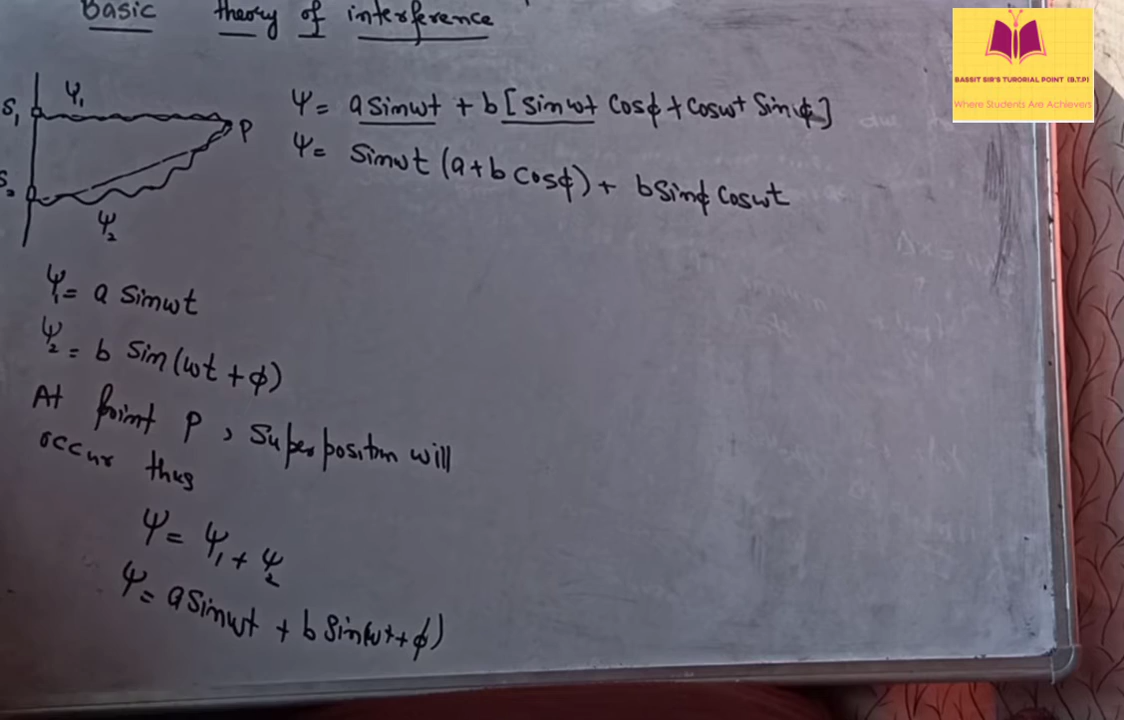 Basic theory of interference
S₁ Ψ₁ P
S₂ Ψ₂
Ψ₁ = a sinωt
Ψ₂ = b sin(ωt + ϕ)
At point P, superposition will
occur thus
Ψ = Ψ₁ + Ψ₂
Ψ = a sinωt + b sin(ωt + ϕ)
Ψ = a sinωt + b [sinωt cosϕ + cosωt sinϕ]
Ψ = sinωt (a + b cosϕ) + b sinϕ cosωt
BASSIT SIR'S TURORIAL POINT (B.T.P)
Where Students Are Achievers